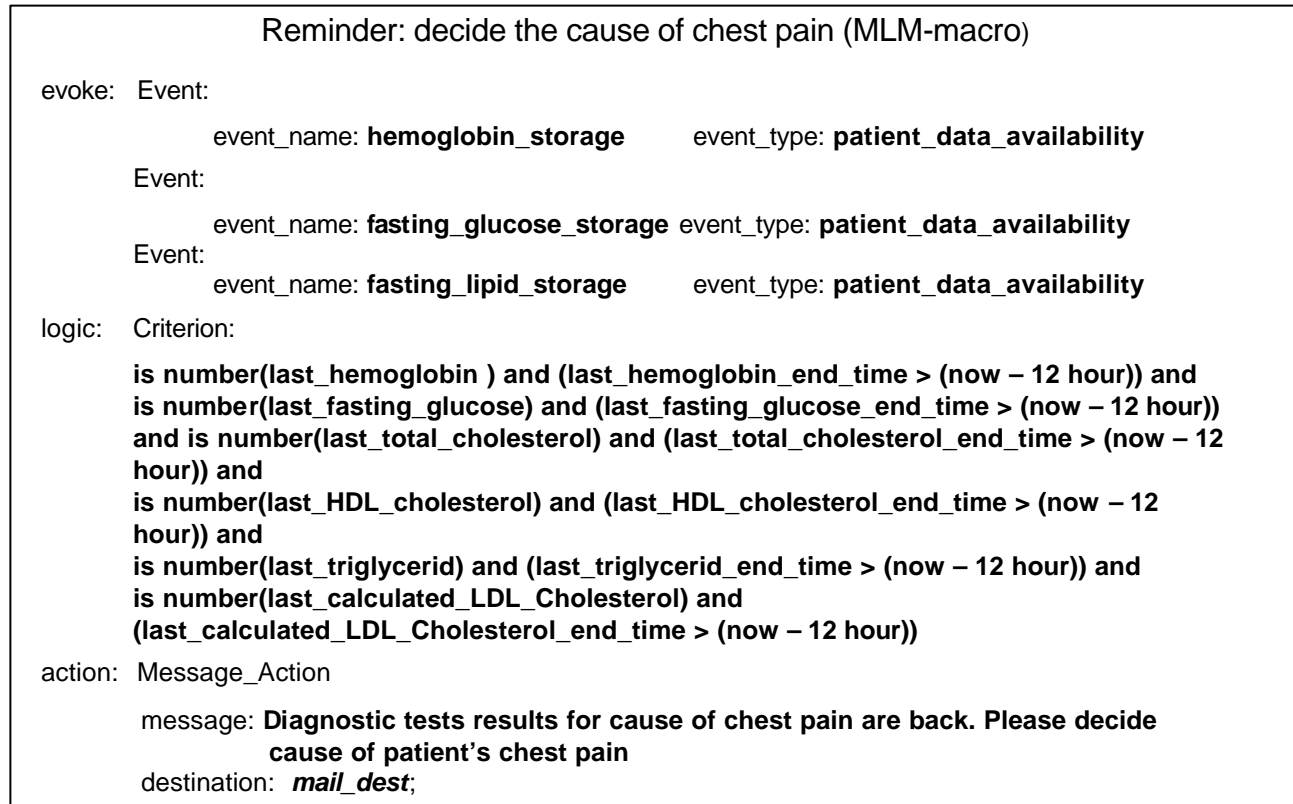 Reminder: decide the cause of chest pain (MLM-macro)
evoke: Event:
event_name: hemoglobin_storage event_type: patient_data_availability
Event:
event_name: fasting_glucose_storage event_type: patient_data_availability
Event:
event_name: fasting_lipid_storage event_type: patient_data_availability
logic: Criterion:
is number(last_hemoglobin ) and (last_hemoglobin_end_time > (now – 12 hour)) and
is number(last_fasting_glucose) and (last_fasting_glucose_end_time > (now – 12 hour))
and is number(last_total_cholesterol) and (last_total_cholesterol_end_time > (now – 12
hour)) and
is number(last_HDL_cholesterol) and (last_HDL_cholesterol_end_time > (now – 12
hour)) and
is number(last_triglycerid) and (last_triglycerid_end_time > (now – 12 hour)) and
is number(last_calculated_LDL_Cholesterol) and
(last_calculated_LDL_Cholesterol_end_time > (now – 12 hour))
action: Message_Action
message: Diagnostic tests results for cause of chest pain are back. Please decide
cause of patient's chest pain
destination: mail_dest;